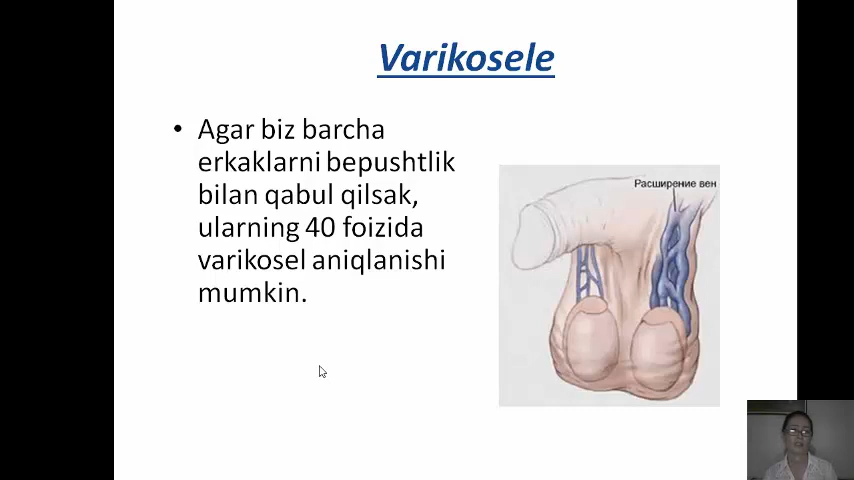 Varikosele
• Agar biz barcha
erkaklarni bepushtlik
bilan qabul qilsak,
ularning 40 foizida
varikosel aniqlanishi
mumkin.
Расширение вен